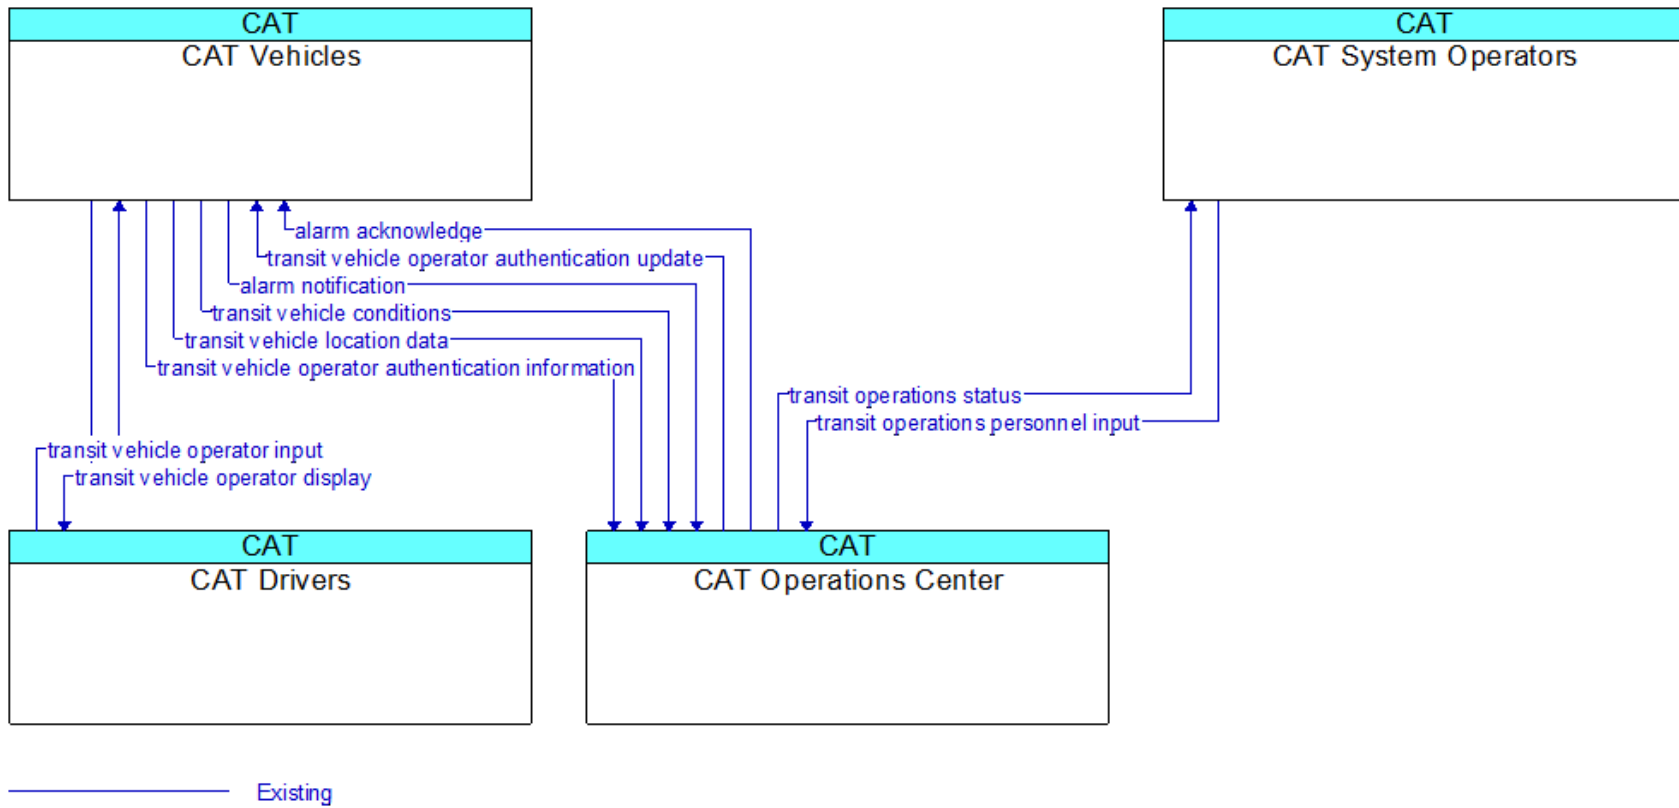 CAT
CAT Vehicles
CAT
CAT System Operators
alarm acknowledge
transit vehicle operator authentication update
alarm notification
transit vehicle conditions
transit vehicle location data
transit vehicle operator authentication information
transit operations status
transit operations personnel input
transit vehicle operator input
transit vehicle operator display
CAT
CAT Drivers
CAT
CAT Operations Center
Existing